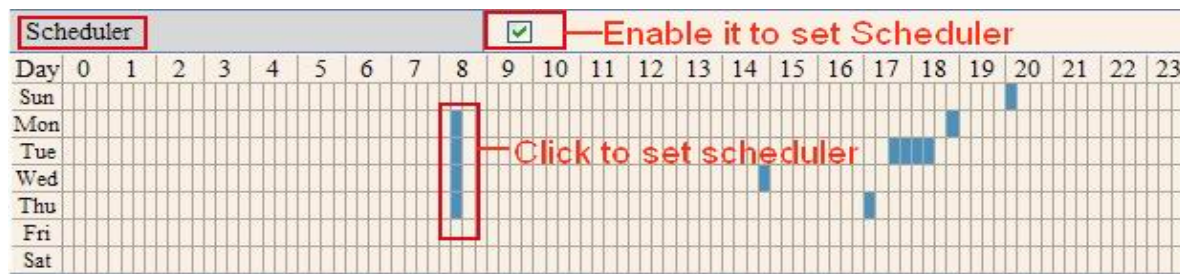 Scheduler Enable it to set Scheduler
Day 0 1 2 3 4 5 6 7 8 9 10 11 12 13 14 15 16 17 18 19 20 21 22 23
Sun
Mon
Tue Click to set scheduler
Wed
Thu
Fri
Sat